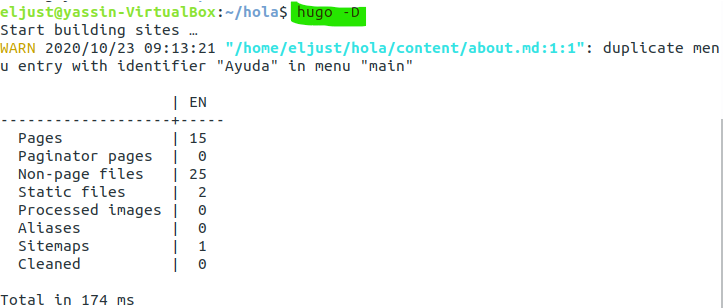 eljust@yassin-VirtualBox:~/hola$ hugo -D
Start building sites …
WARN 2020/10/23 09:13:21 "/home/eljust/hola/content/about.md:1:1": duplicate men
u entry with identifier "Ayuda" in menu "main"
                   | EN
-------------------+-----
  Pages            | 15
  Paginator pages  |  0
  Non-page files   | 25
  Static files     |  2
  Processed images |  0
  Aliases          |  0
  Sitemaps         |  1
  Cleaned          |  0
Total in 174 ms